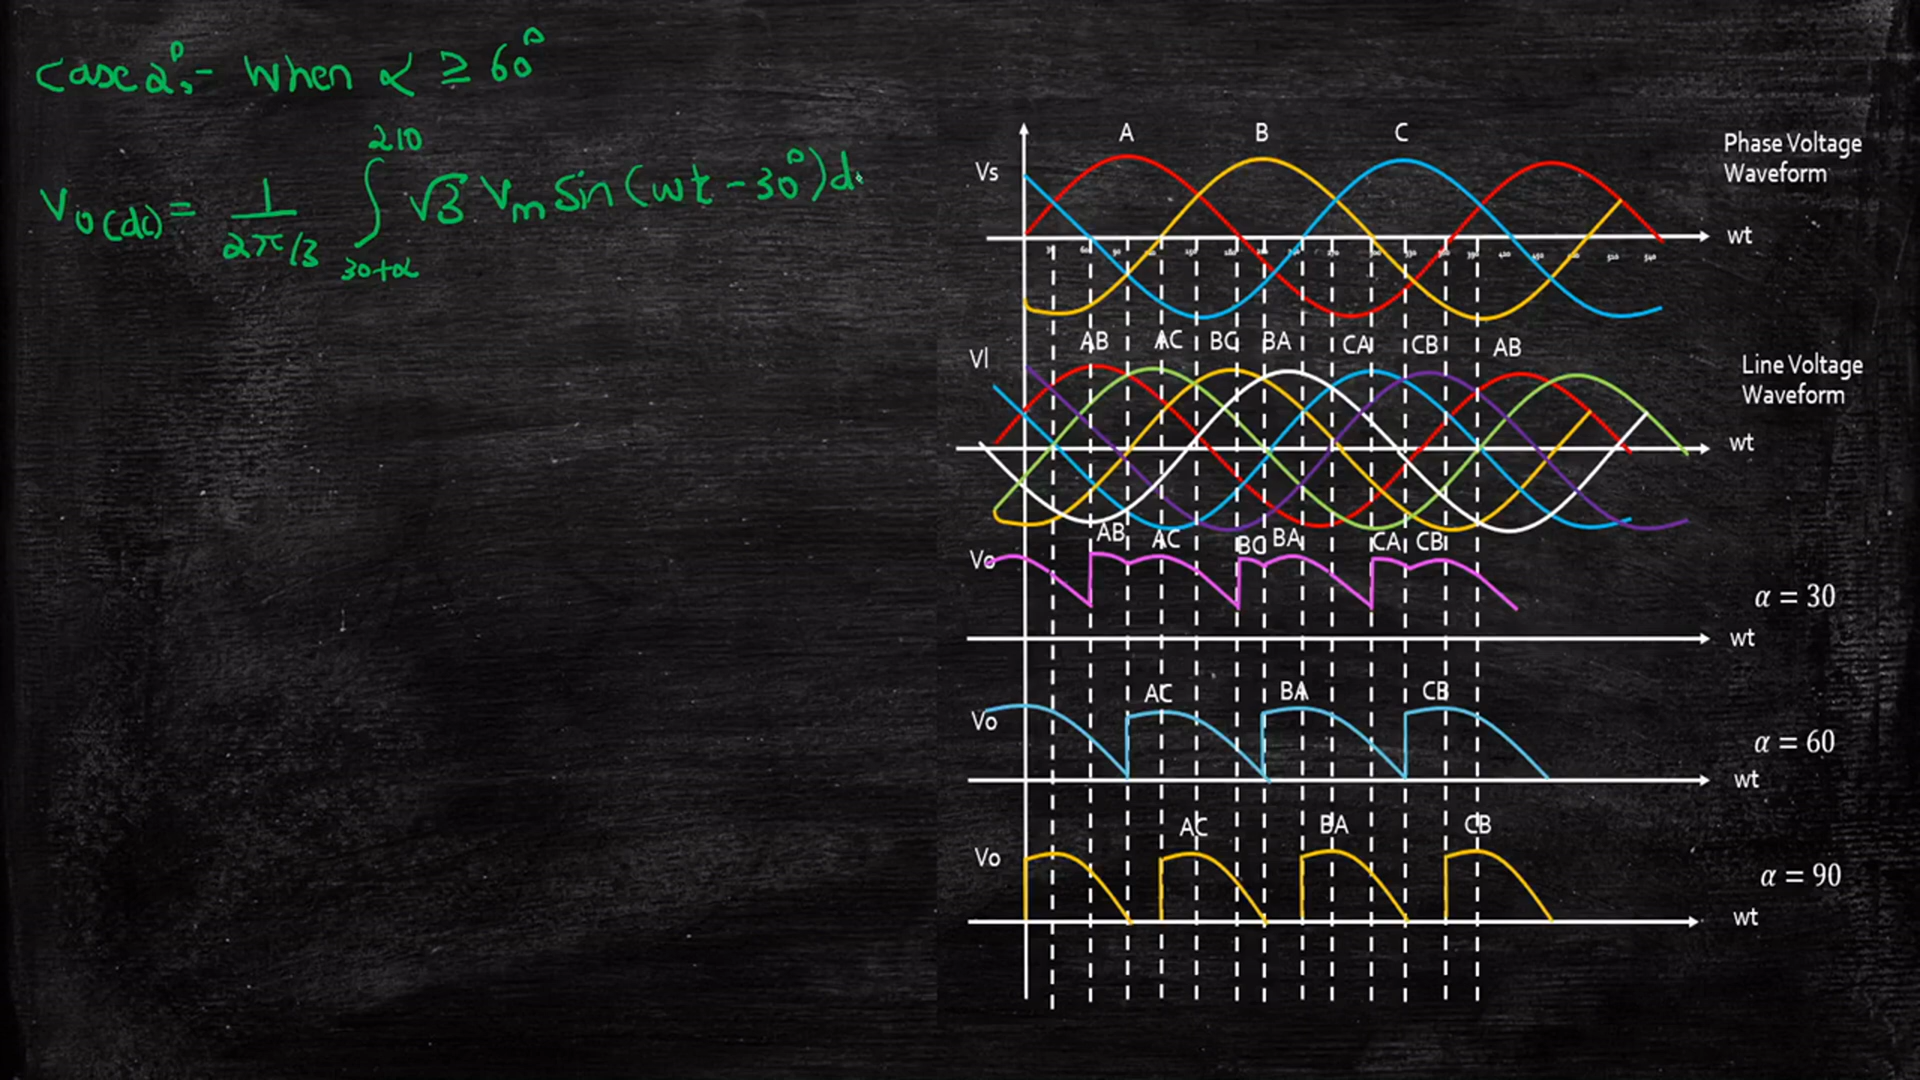 Case 2:- When α ≥ 60°
Vo(dc) = 1/(2π/3) ∫ 210 30+α √3 Vm Sin(wt - 30°) d
A B C
Phase Voltage
Waveform
Vs
wt
AB AC BC BA CA CB AB
Vl
Line Voltage
Waveform
wt
AB AC BC BA CA CB
Vo
α = 30
wt
AC BA CB
Vo
α = 60
wt
AC BA CB
Vo
α = 90
wt